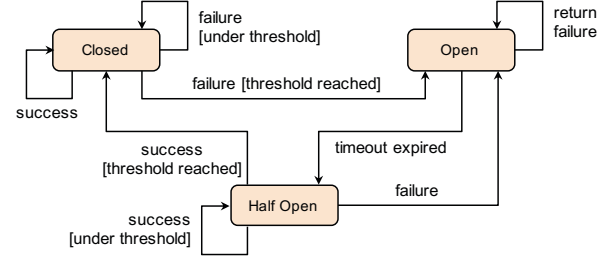 failure
[under threshold]
return
failure
Closed
Open
failure [threshold reached]
success
timeout expired
success
[threshold reached]
failure
Half Open
success
[under threshold]